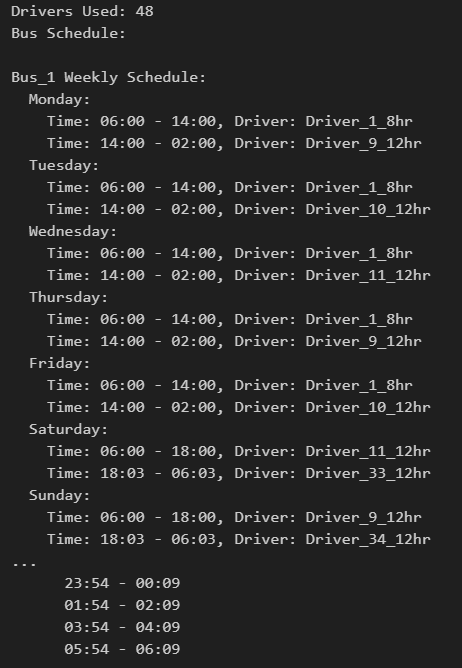 Drivers Used: 48
Bus Schedule:
Bus_1 Weekly Schedule:
Monday:
Time: 06:00 - 14:00, Driver: Driver_1_8hr
Time: 14:00 - 02:00, Driver: Driver_9_12hr
Tuesday:
Time: 06:00 - 14:00, Driver: Driver_1_8hr
Time: 14:00 - 02:00, Driver: Driver_10_12hr
Wednesday:
Time: 06:00 - 14:00, Driver: Driver_1_8hr
Time: 14:00 - 02:00, Driver: Driver_11_12hr
Thursday:
Time: 06:00 - 14:00, Driver: Driver_1_8hr
Time: 14:00 - 02:00, Driver: Driver_9_12hr
Friday:
Time: 06:00 - 14:00, Driver: Driver_1_8hr
Time: 14:00 - 02:00, Driver: Driver_10_12hr
Saturday:
Time: 06:00 - 18:00, Driver: Driver_11_12hr
Time: 18:03 - 06:03, Driver: Driver_33_12hr
Sunday:
Time: 06:00 - 18:00, Driver: Driver_9_12hr
Time: 18:03 - 06:03, Driver: Driver_34_12hr
...
23:54 - 00:09
01:54 - 02:09
03:54 - 04:09
05:54 - 06:09